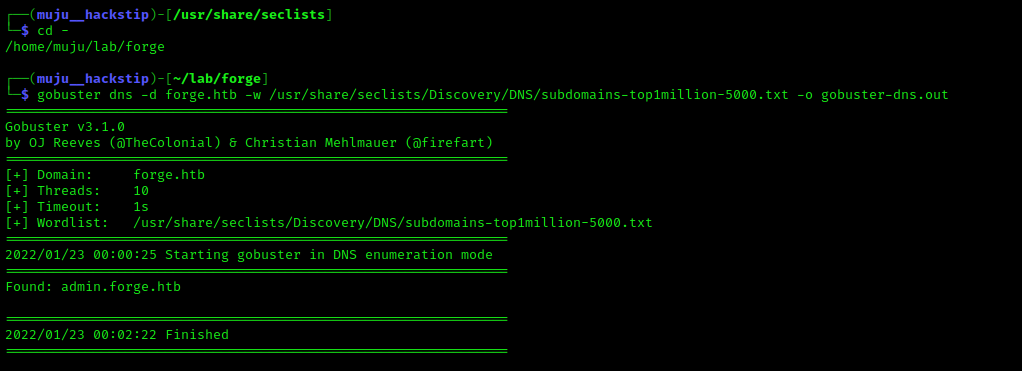 ┌──(muju__hackstip)-[/usr/share/seclists]
└─$ cd -
/home/muju/lab/forge
┌──(muju__hackstip)-[~/lab/forge]
└─$ gobuster dns -d forge.htb -w /usr/share/seclists/Discovery/DNS/subdomains-top1million-5000.txt -o gobuster-dns.out
===============================================================
Gobuster v3.1.0
by OJ Reeves (@TheColonial) & Christian Mehlmauer (@firefart)
===============================================================
[+] Domain:     forge.htb
[+] Threads:    10
[+] Timeout:    1s
[+] Wordlist:   /usr/share/seclists/Discovery/DNS/subdomains-top1million-5000.txt
===============================================================
2022/01/23 00:00:25 Starting gobuster in DNS enumeration mode
===============================================================
Found: admin.forge.htb
===============================================================
2022/01/23 00:02:22 Finished
===============================================================